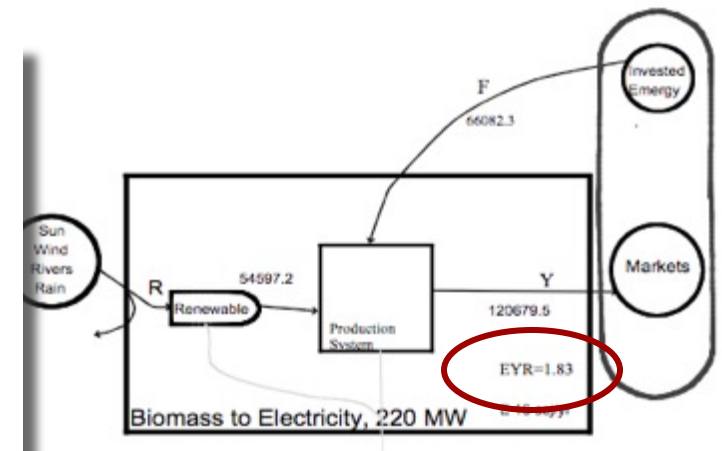 Invested
Emergy
F
66082.3
Sun
Wind
Rivers
Rain
R
54597.2
Renewable
Production
System
Y
120679.5
Markets
EYR=1.83
Biomass to Electricity, 220 MW